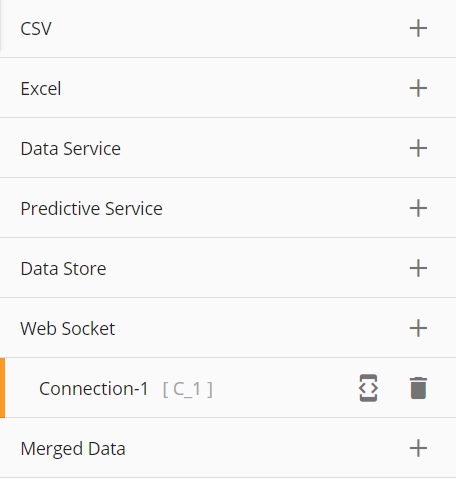 CSV
Excel
Data Service
Predictive Service
Data Store
Web Socket
Connection-1 [ C_1 ]
Merged Data